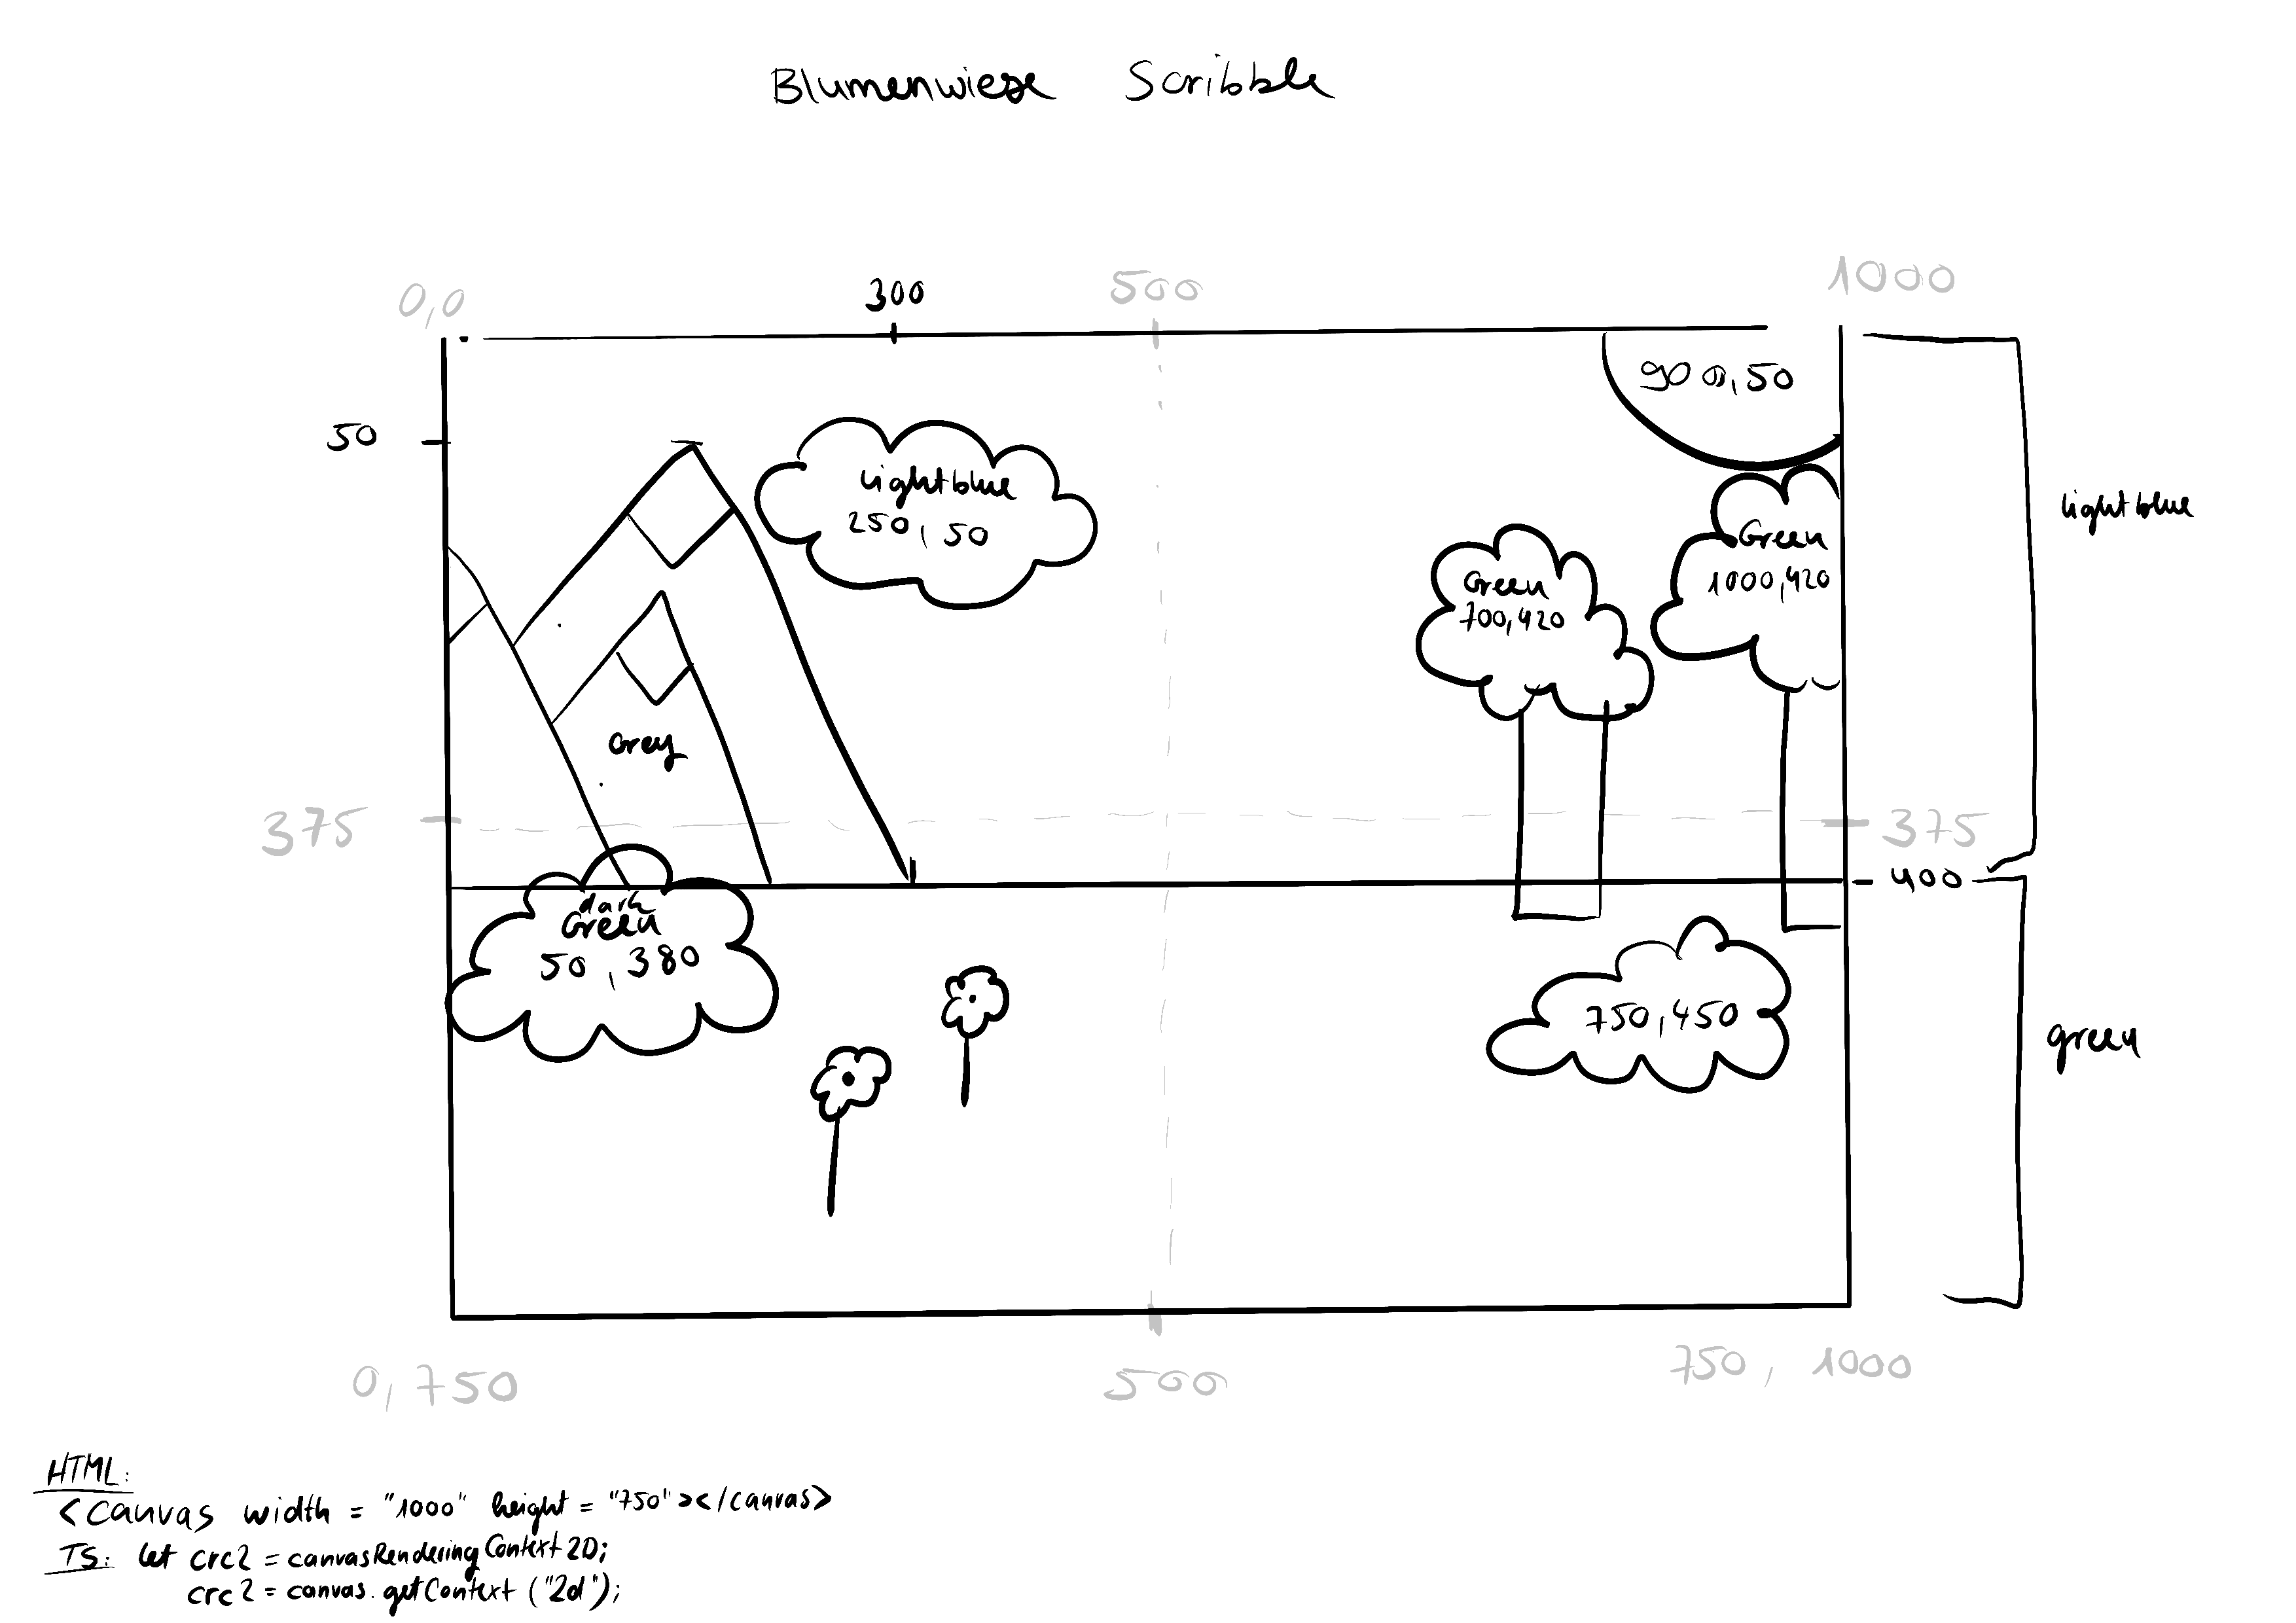 Blumenwiese Scribble
0,0
300
500
1000
50
900,50
lightblue
250, 50
lightblue
Green
700,420
Green
1000,420
Grey
375
375
400
dark
Green
50, 380
750,450
green
0,750
500
750, 1000
HTML:
<canvas width = "1000" height = "750"></canvas>
TS: let crc2 = canvasRenderingContext2D;
crc2 = canvas.getContext ("2d");